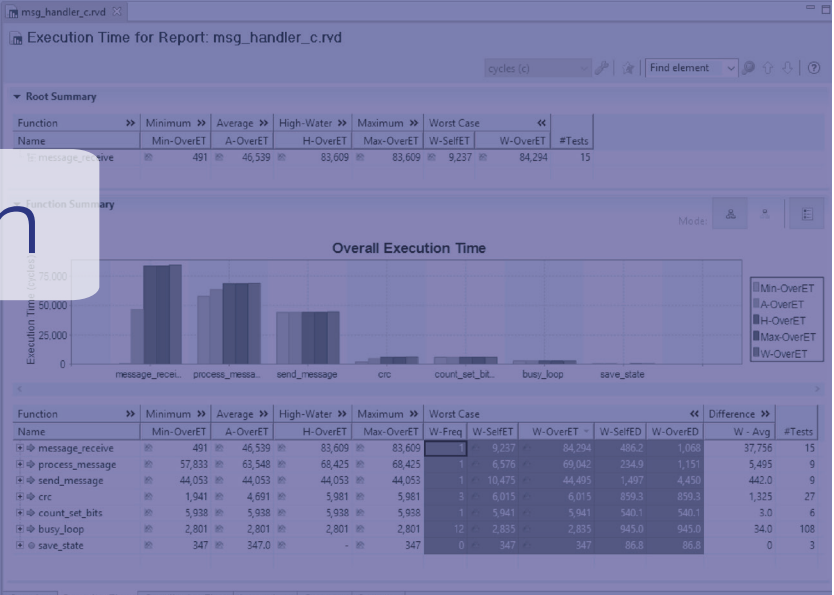 msg_handler_c.rvd
Execution Time for Report: msg_handler_c.rvd
cycles (c) Find element
Root Summary
Function Minimum Average High-Water Maximum Worst Case
Name Min-OverET A-OverET H-OverET Max-OverET W-SelfET W-OverET #Tests
message_receive 491 46,539 83,609 83,609 9,237 84,294 15
n
Function Summary
Mode:
Overall Execution Time
Execution Time (cycles)
75.000
50.000
25.000
0
message_recei.. process_messa.. send_message crc count_set_bit.. busy_loop save_state
Min-OverET
A-OverET
H-OverET
Max-OverET
W-OverET
Function Minimum Average High-Water Maximum Worst Case Difference
Name Min-OverET A-OverET H-OverET Max-OverET W-Freq W-SelfET W-OverET W-SelfED W-OverED W - Avg #Tests
message_receive 491 46,539 83,609 83,609 1 9,237 84,294 486.2 1,068 37,756 15
process_message 57,833 63,548 68,425 68,425 1 6,576 69,042 234.9 1,151 5,495 9
send_message 44,053 44,053 44,053 44,053 1 10,475 44,495 1,497 4,450 442.0 9
crc 1,941 4,691 5,981 5,981 3 6,015 6,015 859.3 859.3 1,325 27
count_set_bits 5,938 5,938 5,938 5,938 1 5,941 5,941 540.1 540.1 3.0 6
busy_loop 2,801 2,801 2,801 2,801 12 2,835 2,835 945.0 945.0 34.0 108
save_state 347 347.0 - 347 0 347 347 86.8 86.8 0 3